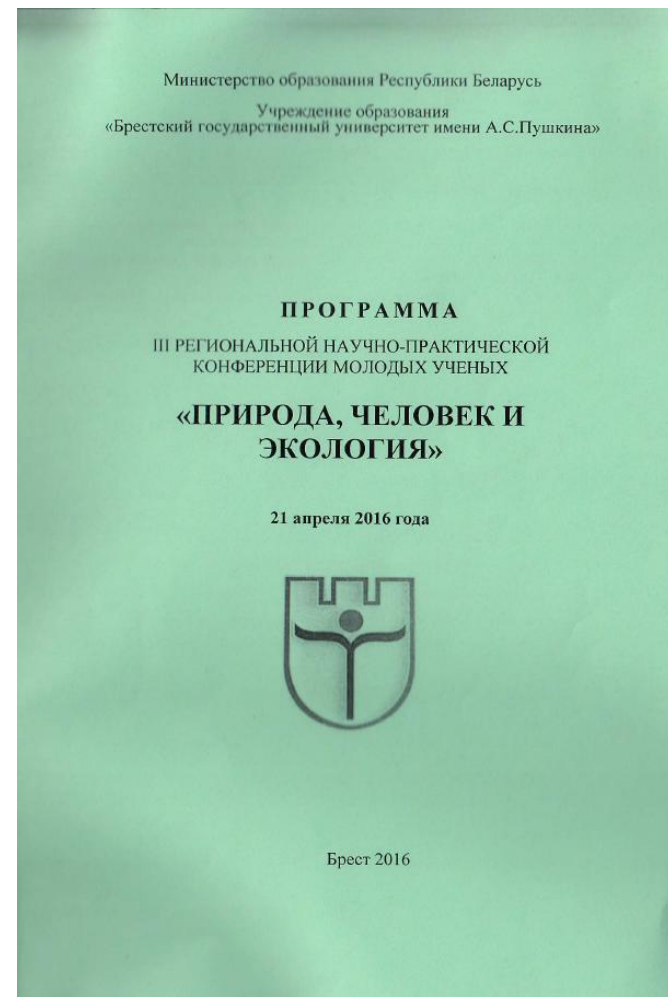 Министерство образования Республики Беларусь
Учреждение образования
«Брестский государственный университет имени А.С.Пушкина»
ПРОГРАММА
III РЕГИОНАЛЬНОЙ НАУЧНО-ПРАКТИЧЕСКОЙ
КОНФЕРЕНЦИИ МОЛОДЫХ УЧЕНЫХ
«ПРИРОДА, ЧЕЛОВЕК И
ЭКОЛОГИЯ»
21 апреля 2016 года
Брест 2016